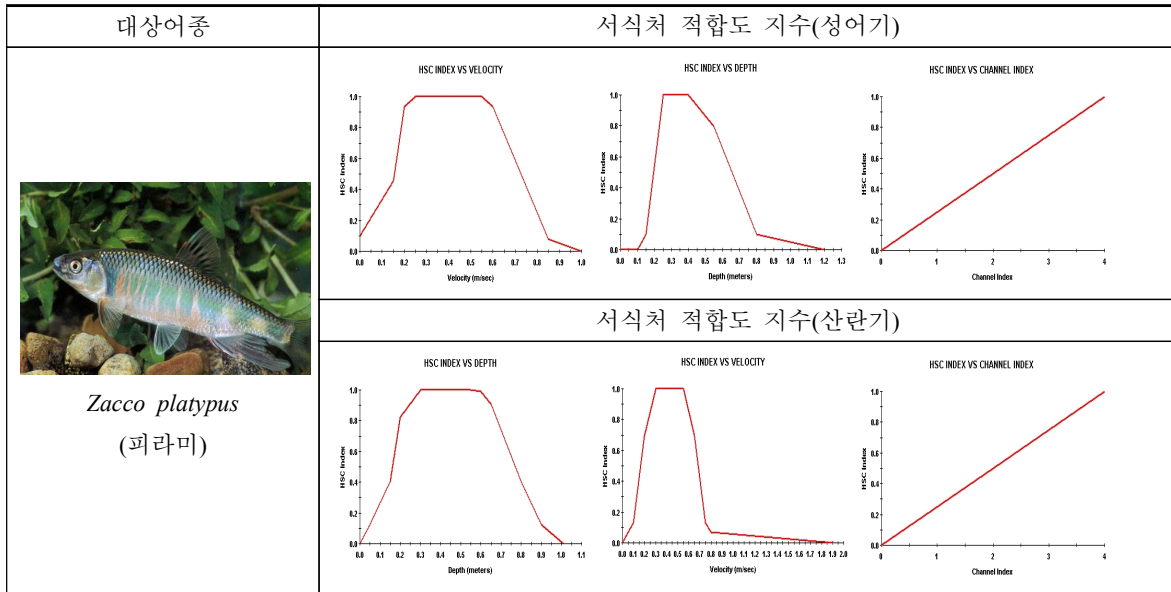 대상어종
서식처 적합도 지수(성어기)
HSC INDEX VS VELOCITY
HSC Index
1.0
0.8
0.6
0.4
0.2
0.0
0.0 0.1 0.2 0.3 0.4 0.5 0.6 0.7 0.8 0.9 1.0
Velocity (m/sec)
HSC INDEX VS DEPTH
HSC Index
1.0
0.8
0.6
0.4
0.2
0.0
0.0 0.1 0.2 0.3 0.4 0.5 0.6 0.7 0.8 0.9 1.0 1.1 1.2 1.3
Depth (meters)
HSC INDEX VS CHANNEL INDEX
HSC Index
1.0
0.8
0.6
0.4
0.2
0.0
0 1 2 3 4
Channel Index
Zacco platypus
(피라미)
서식처 적합도 지수(산란기)
HSC INDEX VS DEPTH
HSC Index
1.0
0.8
0.6
0.4
0.2
0.0
0.0 0.1 0.2 0.3 0.4 0.5 0.6 0.7 0.8 0.9 1.0 1.1
Depth (meters)
HSC INDEX VS VELOCITY
HSC Index
1.0
0.8
0.6
0.4
0.2
0.0
0.0 0.1 0.2 0.3 0.4 0.5 0.6 0.7 0.8 0.9 1.0 1.1 1.2 1.3 1.4 1.5 1.6 1.7 1.8 1.9 2.0
Velocity (m/sec)
HSC INDEX VS CHANNEL INDEX
HSC Index
1.0
0.8
0.6
0.4
0.2
0.0
0 1 2 3 4
Channel Index